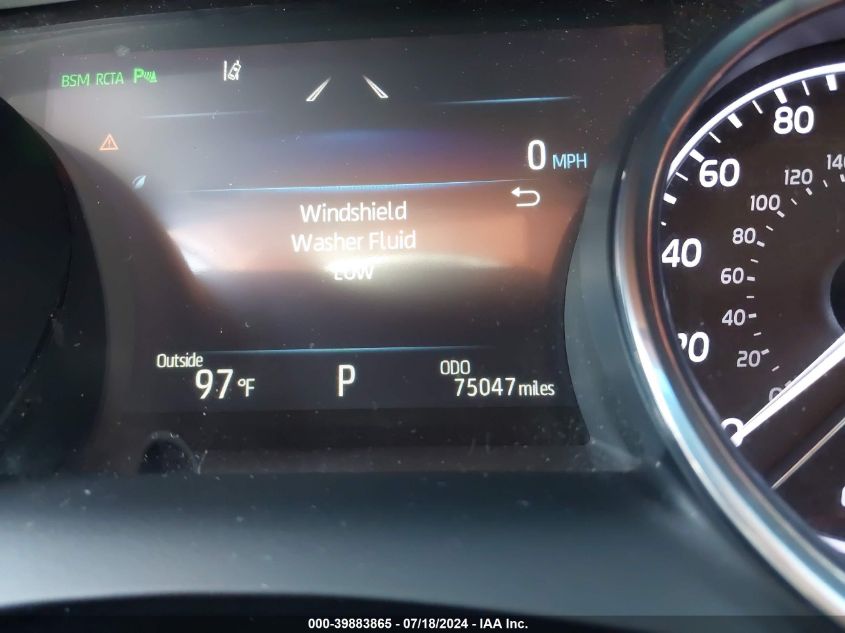 BSM RCTA P
0 MPH
Windshield
Washer Fluid
LOW
Outside
97 °F
P
ODO
75047 miles
80
60
40
20
0
140
120
100
80
60
40
20
000-39883865 - 07/18/2024 - IAA Inc.